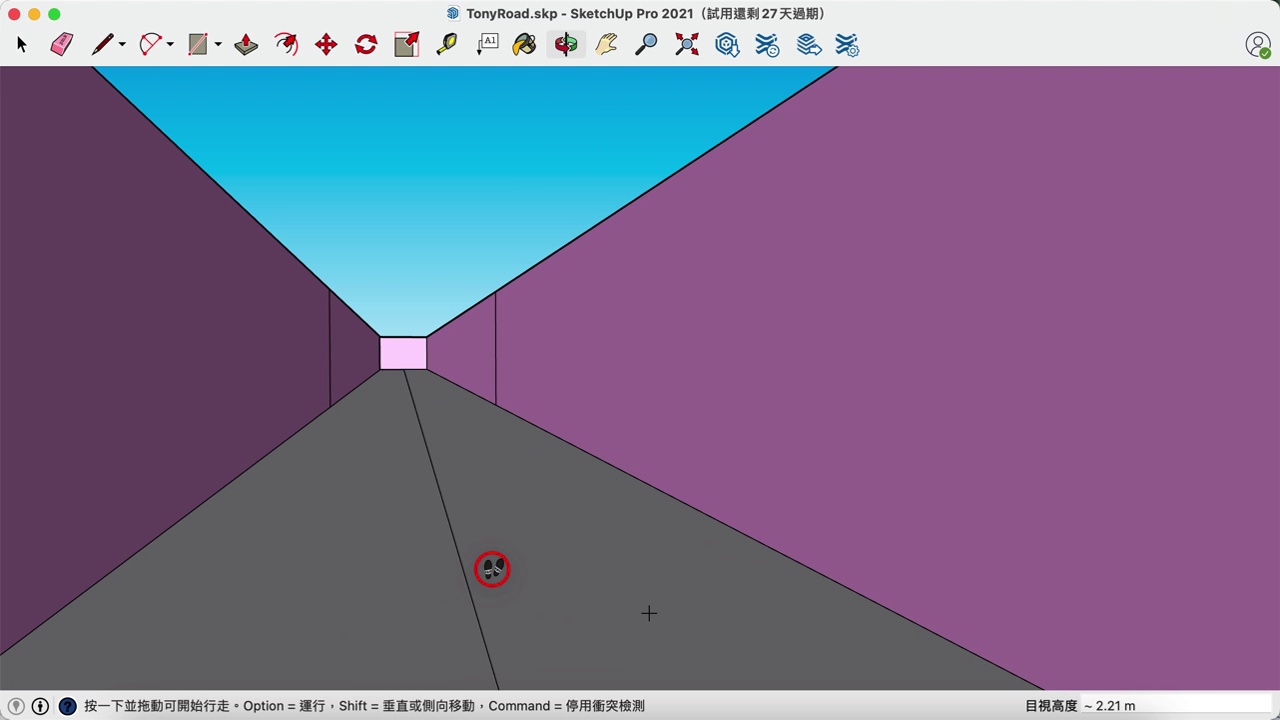 TonyRoad.skp - SketchUp Pro 2021（試用還剩 27 天過期）
A1
按一下並拖動可開始行走。Option = 運行，Shift = 垂直或側向移動，Command = 停用衝突檢測
目視高度 ~ 2.21 m